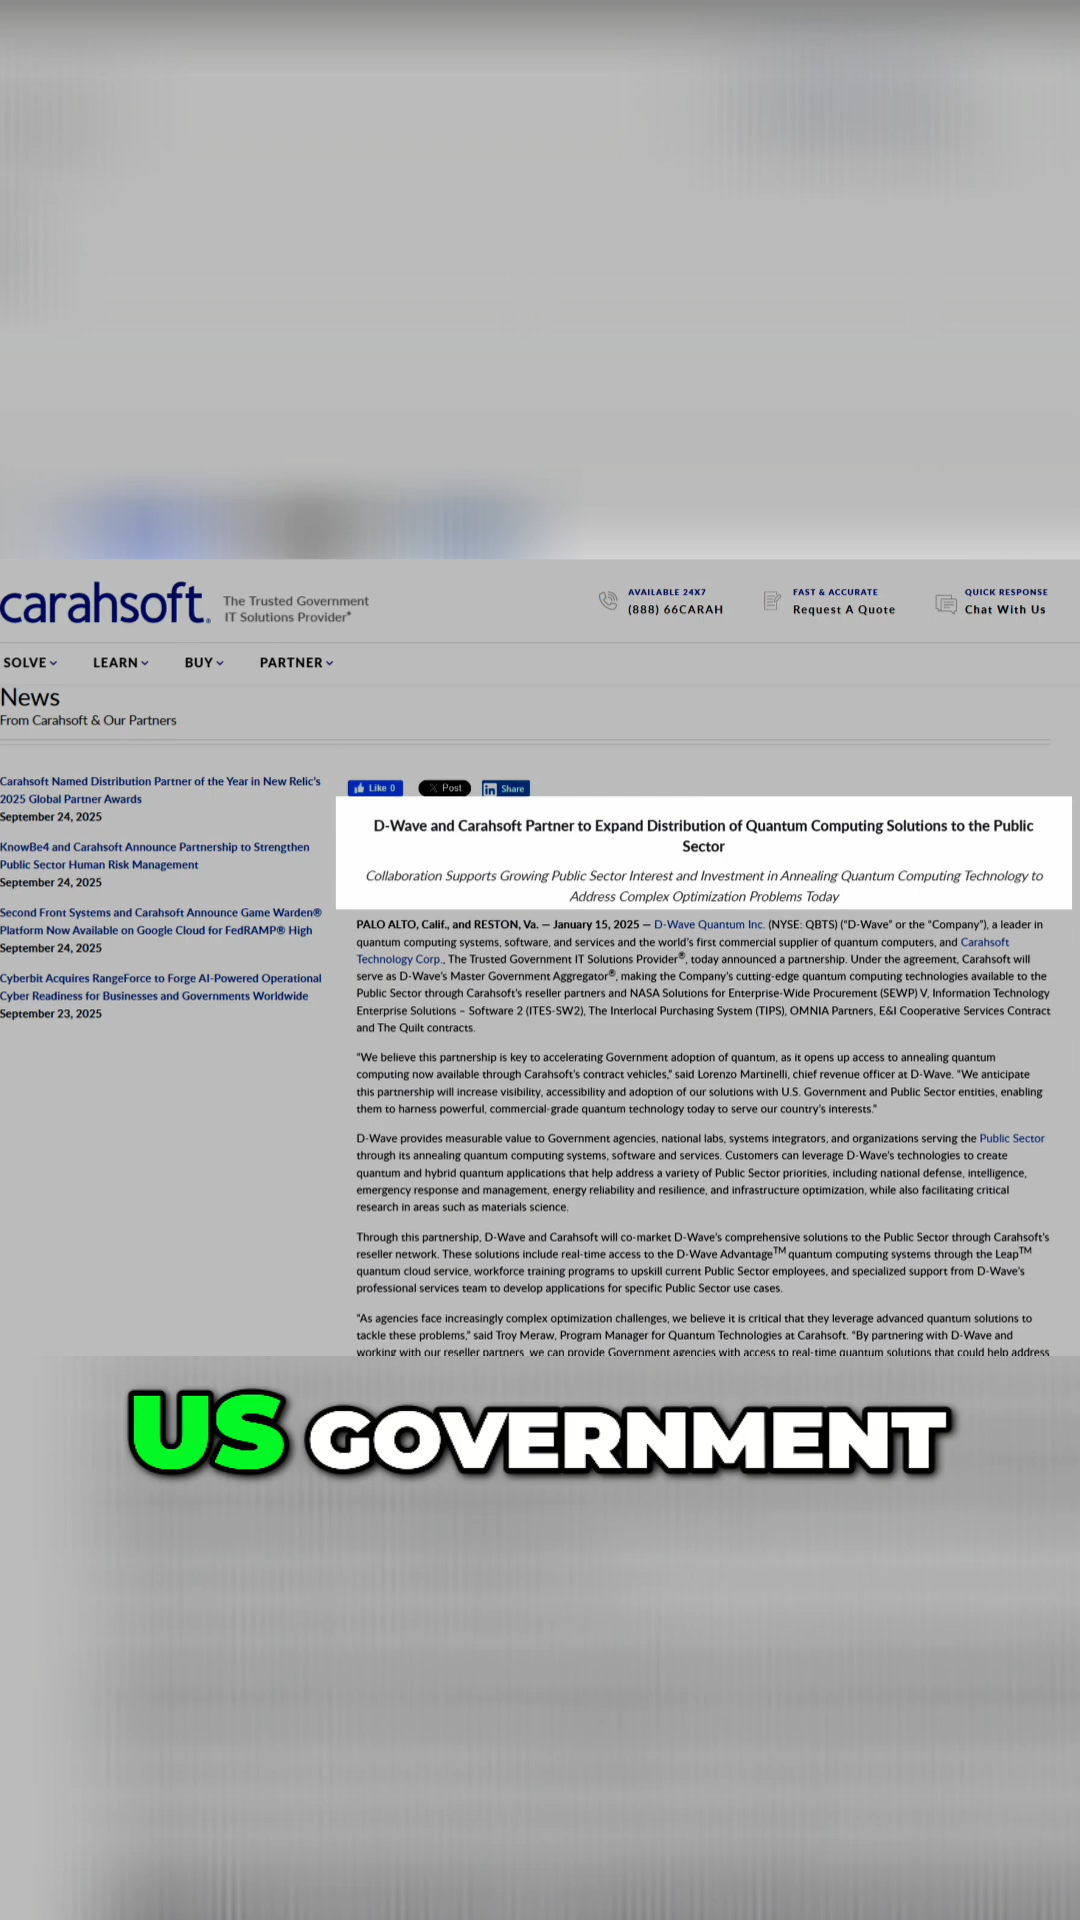 carahsoft.
The Trusted Government
IT Solutions Provider®
AVAILABLE 24X7
(888) 66CARAH
FAST & ACCURATE
Request A Quote
QUICK RESPONSE
Chat With Us
SOLVE
LEARN
BUY
PARTNER
News
From Carahsoft & Our Partners
Carahsoft Named Distribution Partner of the Year in New Relic's
2025 Global Partner Awards
September 24, 2025
KnowBe4 and Carahsoft Announce Partnership to Strengthen
Public Sector Human Risk Management
September 24, 2025
Second Front Systems and Carahsoft Announce Game Warden®
Platform Now Available on Google Cloud for FedRAMP® High
September 24, 2025
Cyberbit Acquires RangeForce to Forge AI-Powered Operational
Cyber Readiness for Businesses and Governments Worldwide
September 23, 2025
Like 0
X Post
in Share
D-Wave and Carahsoft Partner to Expand Distribution of Quantum Computing Solutions to the Public
Sector
Collaboration Supports Growing Public Sector Interest and Investment in Annealing Quantum Computing Technology to
Address Complex Optimization Problems Today
PALO ALTO, Calif., and RESTON, Va. — January 15, 2025 — D-Wave Quantum Inc. (NYSE: QBTS) ("D-Wave" or the "Company"), a leader in
quantum computing systems, software, and services and the world's first commercial supplier of quantum computers, and Carahsoft
Technology Corp., The Trusted Government IT Solutions Provider®, today announced a partnership. Under the agreement, Carahsoft will
serve as D-Wave's Master Government Aggregator®, making the Company's cutting-edge quantum computing technologies available to the
Public Sector through Carahsoft's reseller partners and NASA Solutions for Enterprise-Wide Procurement (SEWP) V, Information Technology
Enterprise Solutions – Software 2 (ITES-SW2), The Interlocal Purchasing System (TIPS), OMNIA Partners, E&I Cooperative Services Contract
and The Quilt contracts.
"We believe this partnership is key to accelerating Government adoption of quantum, as it opens up access to annealing quantum
computing now available through Carahsoft's contract vehicles," said Lorenzo Martinelli, chief revenue officer at D-Wave. "We anticipate
this partnership will increase visibility, accessibility and adoption of our solutions with U.S. Government and Public Sector entities, enabling
them to harness powerful, commercial-grade quantum technology today to serve our country's interests."
D-Wave provides measurable value to Government agencies, national labs, systems integrators, and organizations serving the Public Sector
through its annealing quantum computing systems, software and services. Customers can leverage D-Wave's technologies to create
quantum and hybrid quantum applications that help address a variety of Public Sector priorities, including national defense, intelligence,
emergency response and management, energy reliability and resilience, and infrastructure optimization, while also facilitating critical
research in areas such as materials science.
Through this partnership, D-Wave and Carahsoft will co-market D-Wave's comprehensive solutions to the Public Sector through Carahsoft's
reseller network. These solutions include real-time access to the D-Wave Advantage™ quantum computing systems through the Leap™
quantum cloud service, workforce training programs to upskill current Public Sector employees, and specialized support from D-Wave's
professional services team to develop applications for specific Public Sector use cases.
"As agencies face increasingly complex optimization challenges, we believe it is critical that they leverage advanced quantum solutions to
tackle these problems," said Troy Meraw, Program Manager for Quantum Technologies at Carahsoft. "By partnering with D-Wave and
working with our reseller partners, we can provide Government agencies with access to real-time quantum solutions that could help address
US GOVERNMENT